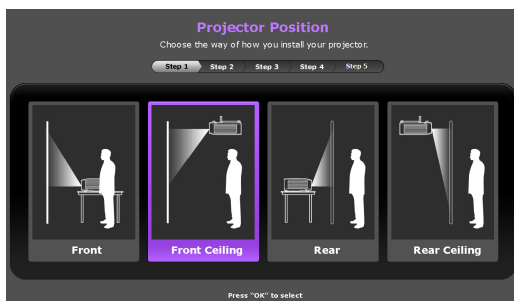 Projector Position
Choose the way of how you install your projector.
Step 1 Step 2 Step 3 Step 4 Step 5
Front Front Ceiling Rear Rear Ceiling
Press "OK" to select